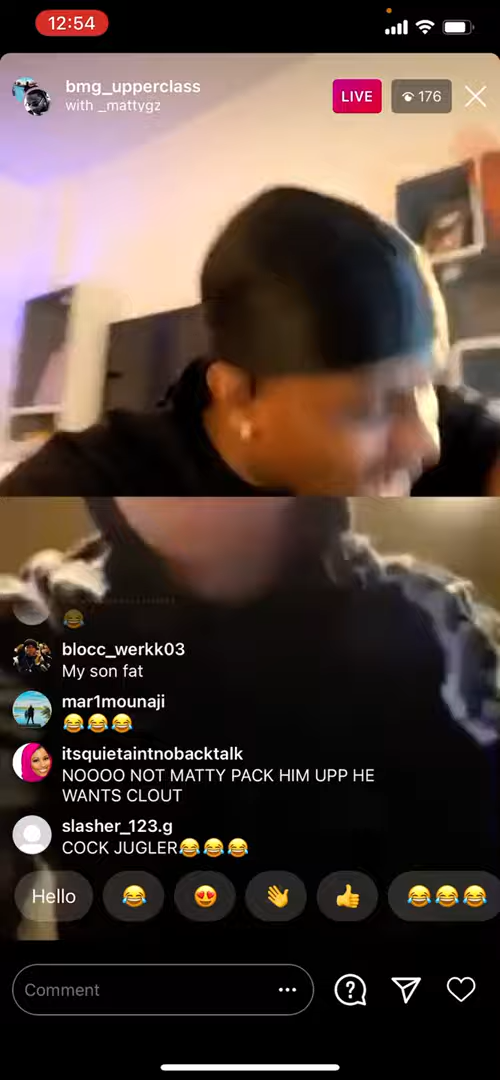 12:54
bmg_upperclass
with _mattygz
LIVE
176
😂
blocc_werkk03
My son fat
mar1mounaji
😂😂😂
itsquietaintnobacktalk
NOOOO NOT MATTY PACK HIM UPP HE
WANTS CLOUT
slasher_123.g
COCK JUGLER😂😂😂
Hello 😂 😍 👋 👍 😂😂😂
Comment